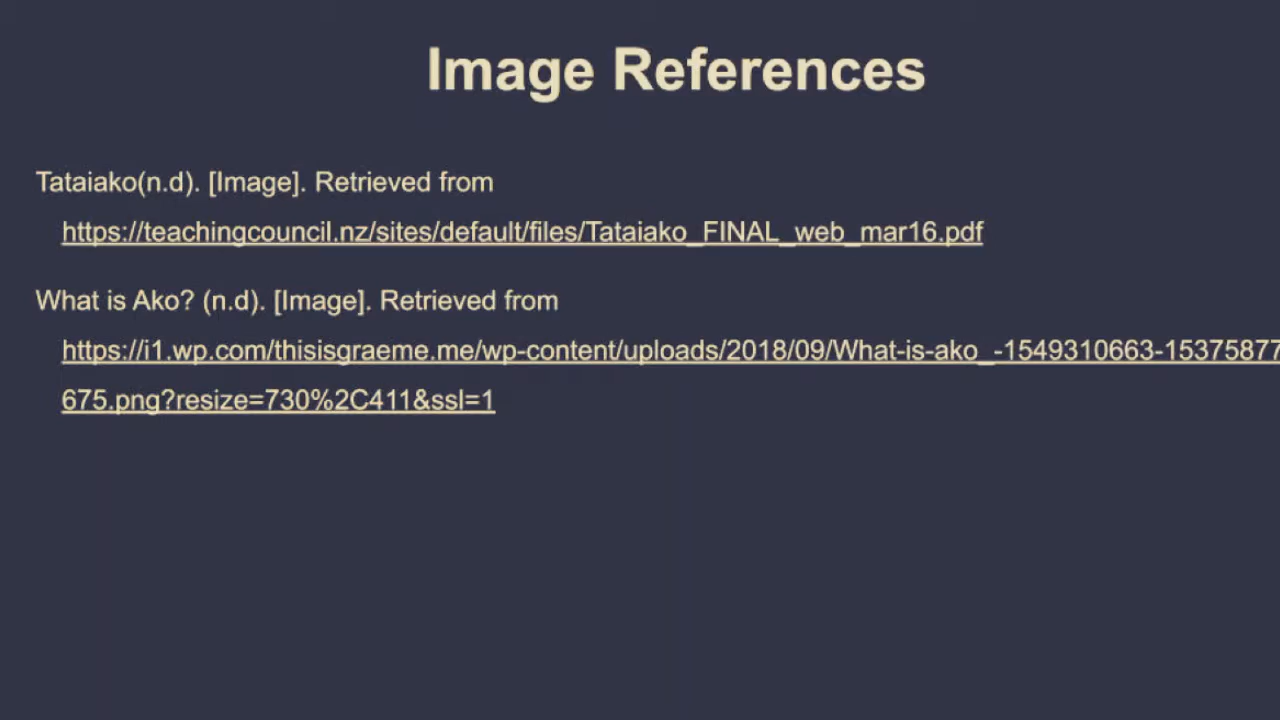 Image References
Tataiako(n.d). [Image]. Retrieved from
https://teachingcouncil.nz/sites/default/files/Tataiako_FINAL_web_mar16.pdf
What is Ako? (n.d). [Image]. Retrieved from
https://i1.wp.com/thisisgraeme.me/wp-content/uploads/2018/09/What-is-ako_-1549310663-15375877
675.png?resize=730%2C411&ssl=1